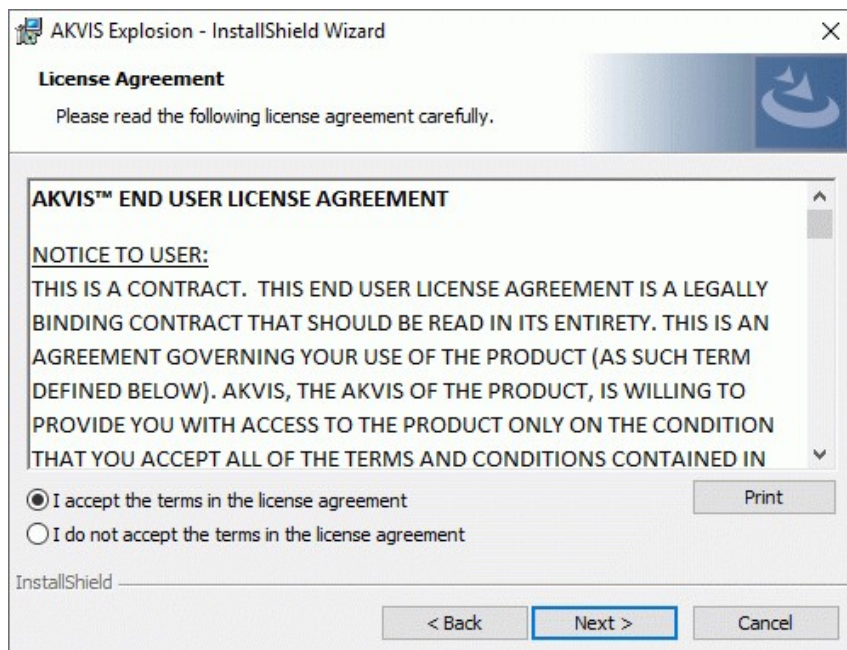 AKVIS Explosion - InstallShield Wizard
License Agreement
Please read the following license agreement carefully.
AKVIS™ END USER LICENSE AGREEMENT
NOTICE TO USER:
THIS IS A CONTRACT.  THIS END USER LICENSE AGREEMENT IS A LEGALLY
BINDING CONTRACT THAT SHOULD BE READ IN ITS ENTIRETY. THIS IS AN
AGREEMENT GOVERNING YOUR USE OF THE PRODUCT (AS SUCH TERM
DEFINED BELOW). AKVIS, THE AKVIS OF THE PRODUCT, IS WILLING TO
PROVIDE YOU WITH ACCESS TO THE PRODUCT ONLY ON THE CONDITION
THAT YOU ACCEPT ALL OF THE TERMS AND CONDITIONS CONTAINED IN
I accept the terms in the license agreement
Print
I do not accept the terms in the license agreement
InstallShield
< Back Next > Cancel